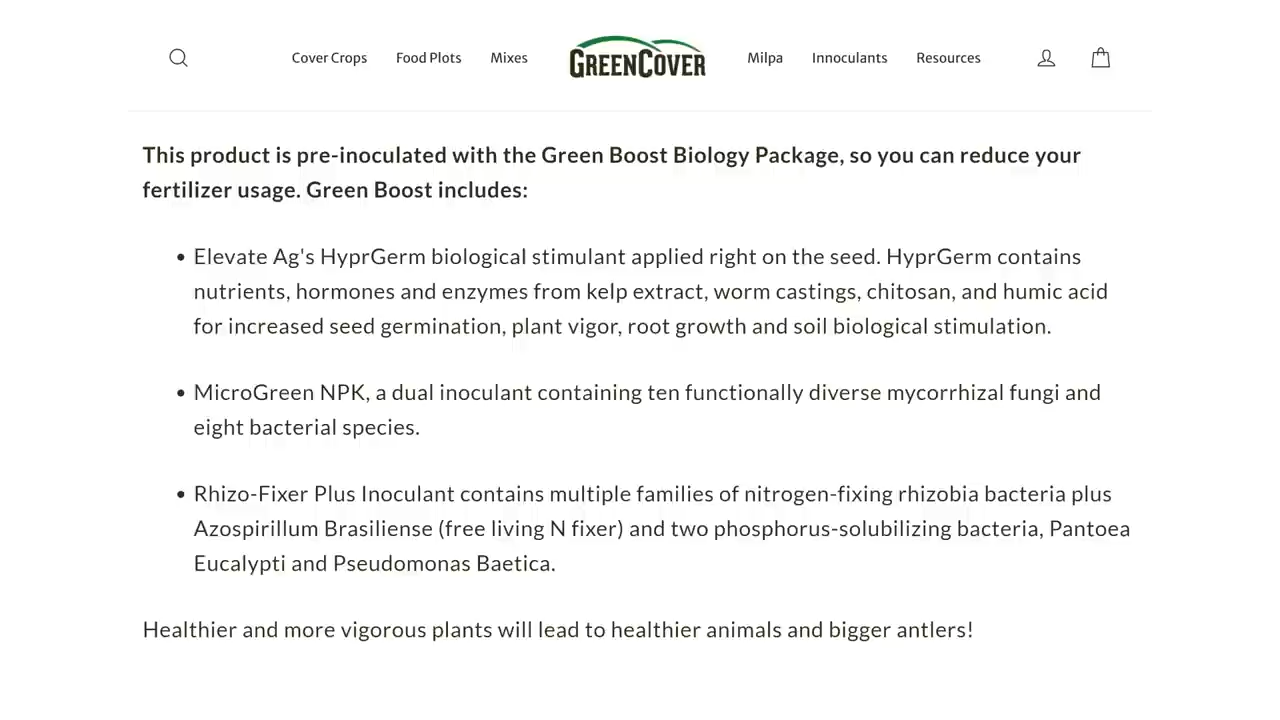 Cover Crops Food Plots Mixes GREENCOVER Milpa Innoculants Resources
This product is pre-inoculated with the Green Boost Biology Package, so you can reduce your
fertilizer usage. Green Boost includes:
• Elevate Ag's HyprGerm biological stimulant applied right on the seed. HyprGerm contains
nutrients, hormones and enzymes from kelp extract, worm castings, chitosan, and humic acid
for increased seed germination, plant vigor, root growth and soil biological stimulation.
• MicroGreen NPK, a dual inoculant containing ten functionally diverse mycorrhizal fungi and
eight bacterial species.
• Rhizo-Fixer Plus Inoculant contains multiple families of nitrogen-fixing rhizobia bacteria plus
Azospirillum Brasiliense (free living N fixer) and two phosphorus-solubilizing bacteria, Pantoea
Eucalypti and Pseudomonas Baetica.
Healthier and more vigorous plants will lead to healthier animals and bigger antlers!